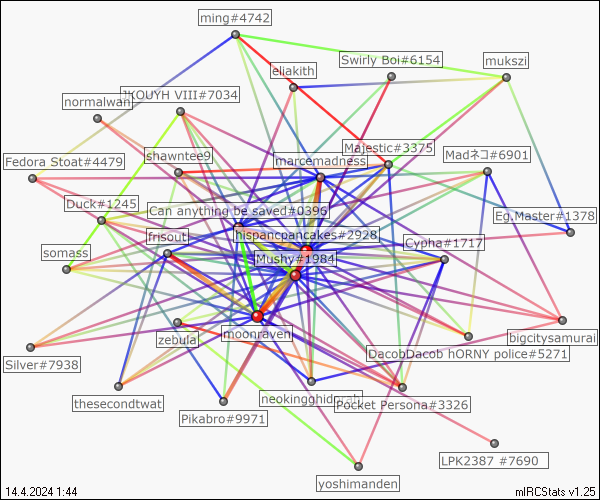 ming#4742
Swirly Boi#6154
mukszi
eliakith
KOUYH VIII#7034
normalwan
Majestic#3375
Madネコ#6901
shawntee9
marcemadness
Fedora Stoat#4479
Duck#1245
Can anything be saved#0396
Eg.Master#1378
frisout
hispancpancakes#2928
Cypha#1717
somass
Mushy#1984
moonraven
zebula
bigcitysamurai
DacobDacob hORNY police#5271
Silver#7938
thesecondtwat
Pikabro#9971
Pocket Persona#3326
LPK2387 #7690
yoshimanden
14.4.2024 1:44
mIRCStats v1.25